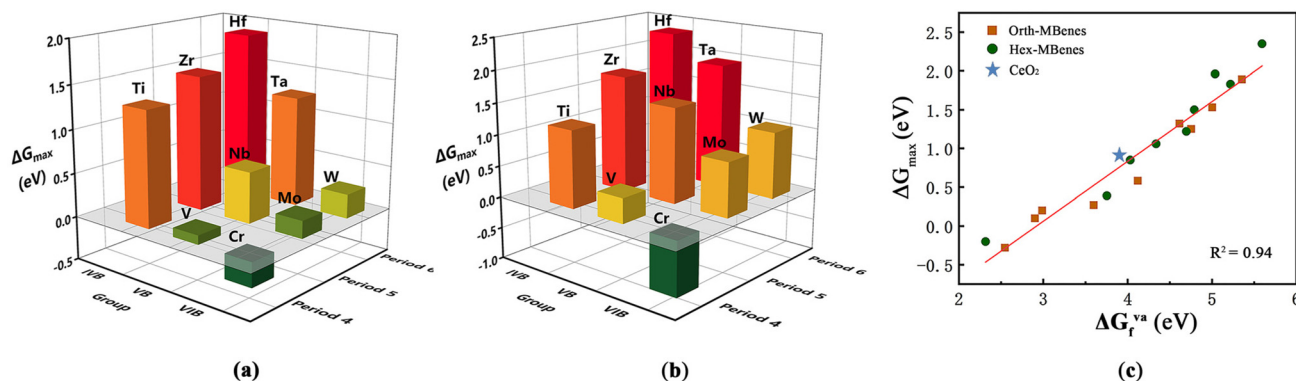 2.0
1.5
1.0
0.5
0.0
-0.5
ΔGmax
(eV)
Ti
Zr
Hf
V
Nb
Ta
Cr
Mo
W
IVB
VB
VIB
Group
Period 4
Period 5
Period 6
(a)
2.5
2.0
1.5
1.0
0.5
0.0
-0.5
-1.0
ΔGmax
(eV)
Ti
Zr
Hf
V
Nb
Ta
Cr
Mo
W
IVB
VB
VIB
Group
Period 4
Period 5
Period 6
(b)
2.5
2.0
1.5
1.0
0.5
0.0
−0.5
ΔGmax (eV)
Orth-MBenes
Hex-MBenes
CeO₂
R² = 0.94
2 3 4 5 6
ΔGfᵛᵃ (eV)
(c)